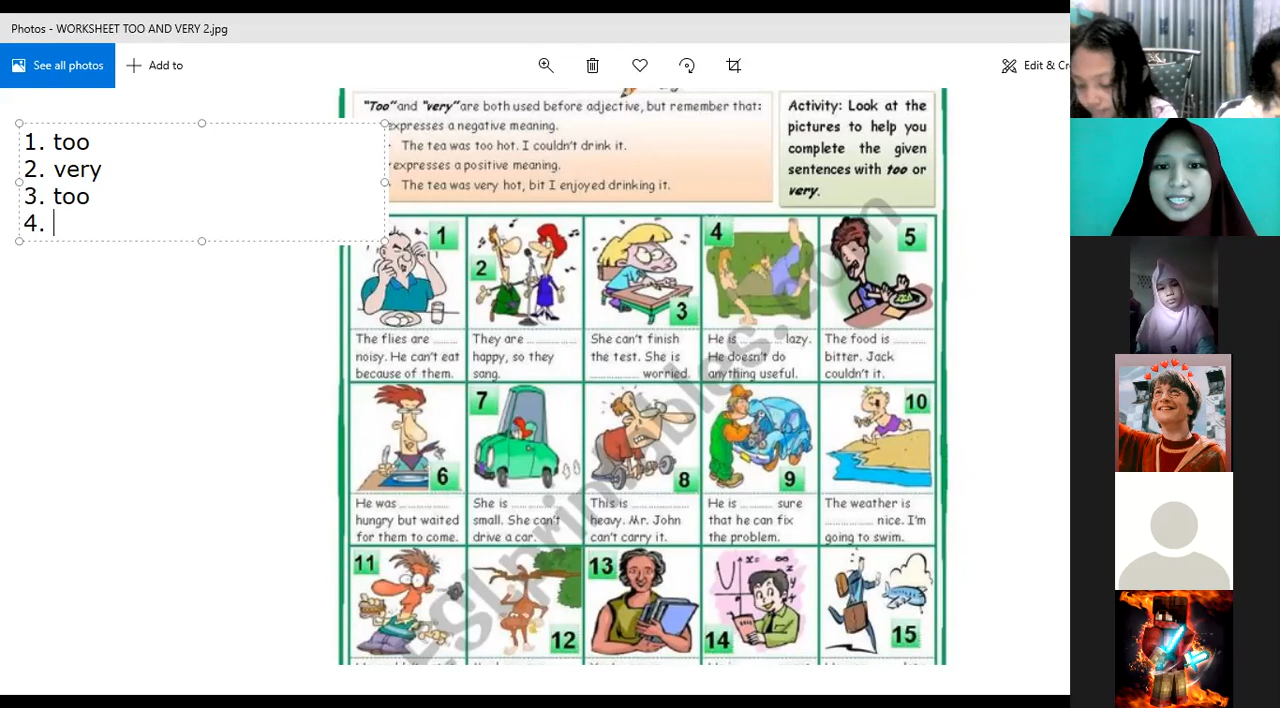 Photos - WORKSHEET TOO AND VERY 2.jpg
See all photos
Add to
Edit & Cr
"Too" and "very" are both used before adjective, but remember that:
expresses a negative meaning.
The tea was too hot. I couldn't drink it.
expresses a positive meaning.
The tea was very hot, bit I enjoyed drinking it.
Activity: Look at the
pictures to help you
complete the given
sentences with too or
very.
1. too
2. very
3. too
4.
1
2
3
4
5
The flies are ………
noisy. He can't eat
because of them.
They are ……………
happy, so they
sang.
She can't finish
the test. She is
…………… worried.
He is ………… lazy.
He doesn't do
anything useful.
The food is ………
bitter. Jack
couldn't it.
6
7
8
9
10
He was ……………
hungry but waited
for them to come.
She is …………
small. She can't
drive a car.
This is …………
heavy. Mr. John
can't carry it.
He is ……… sure
that he can fix
the problem.
The weather is
…………… nice. I'm
going to swim.
11
12
13
14
15
eslprintables.com